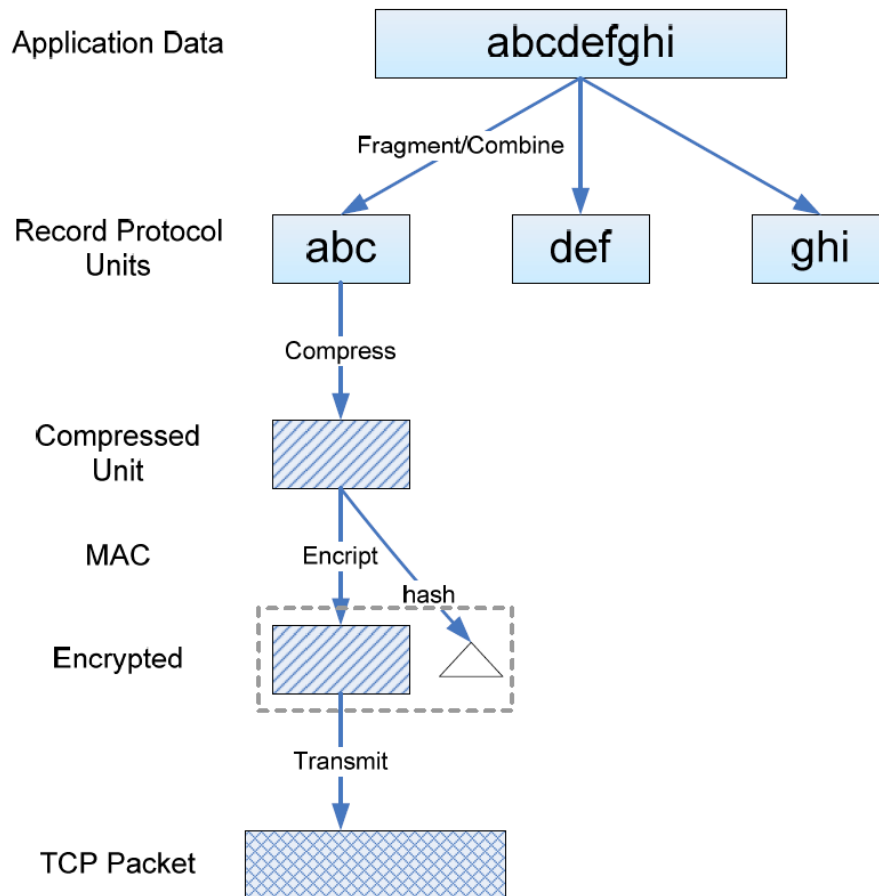 Application Data
abcdefghi
Fragment/Combine
Record Protocol
Units
abc
def
ghi
Compress
Compressed
Unit
MAC
Encript
hash
Encrypted
Transmit
TCP Packet